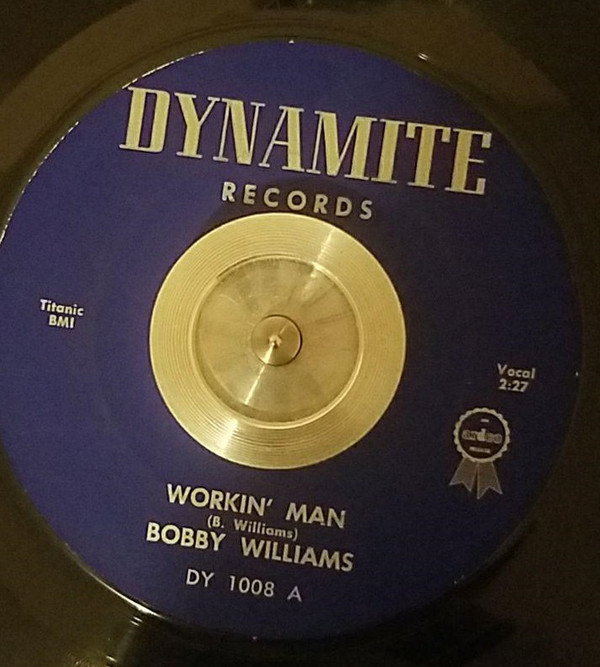 DYNAMITE
RECORDS
Titanic
BMI
Vocal
2:27
WORKIN' MAN
(B. Williams)
BOBBY WILLIAMS
DY 1008 A